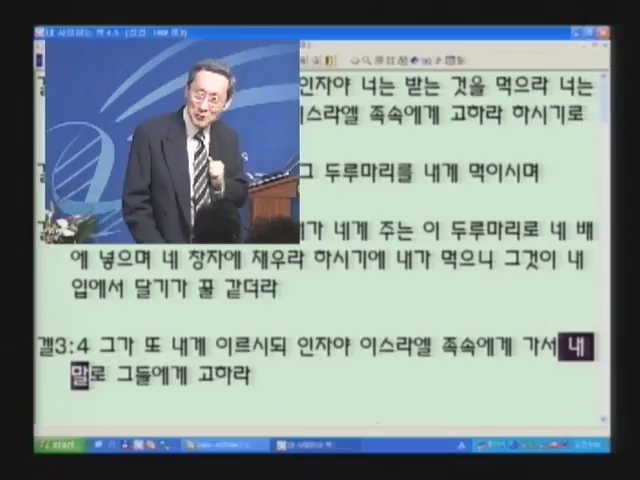 인자야 너는 받는 것을 먹으라 너는
이스라엘 족속에게 고하라 하시기로
그 두루마리를 내게 먹이시며
네게 주는 이 두루마리로 네 배
에 넣으며 네 창자에 채우라 하시기에 내가 먹으니 그것이 내
입에서 달기가 꿀 같더라
겔3:4 그가 또 내게 이르시되 인자야 이스라엘 족속에게 가서 내
말로 그들에게 고하라
start